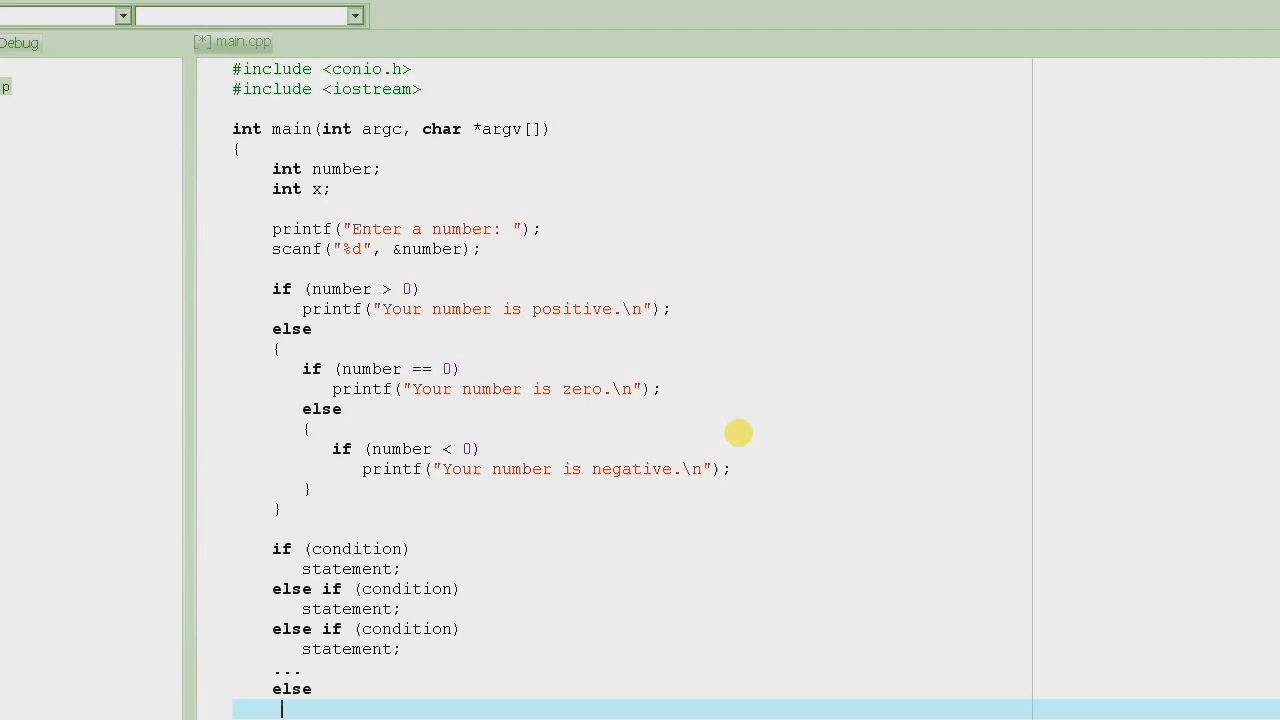 Debug
[*] main.cpp
p
#include <conio.h>
#include <iostream>
int main(int argc, char *argv[])
{
int number;
int x;
printf("Enter a number: ");
scanf("%d", &number);
if (number > 0)
printf("Your number is positive.\n");
else
{
if (number == 0)
printf("Your number is zero.\n");
else
{
if (number < 0)
printf("Your number is negative.\n");
}
}
if (condition)
statement;
else if (condition)
statement;
else if (condition)
statement;
...
else